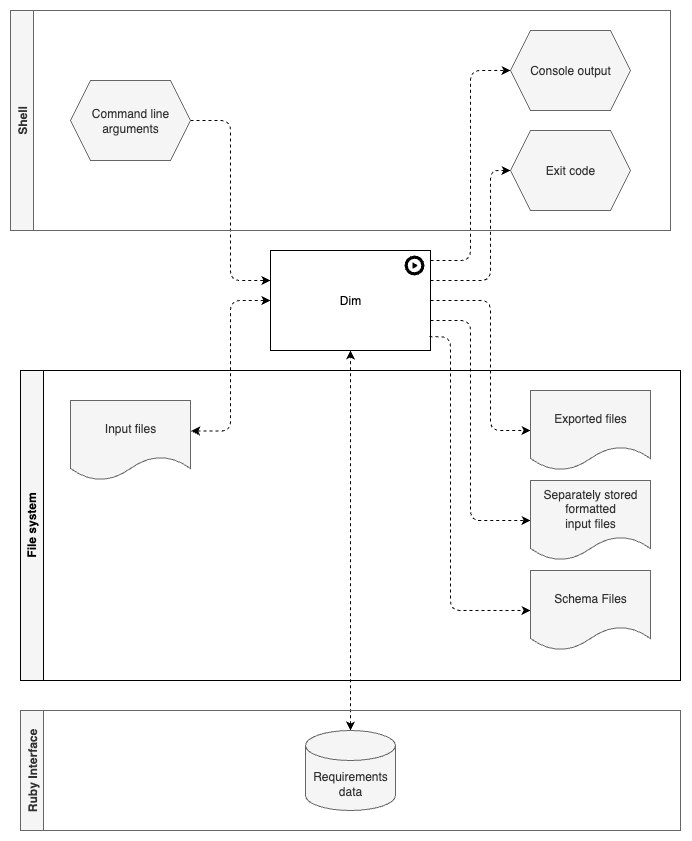 Shell
Command line
arguments
Console output
Exit code
Dim
File system
Input files
Exported files
Separately stored
formatted
input files
Schema Files
Ruby Interface
Requirements
data